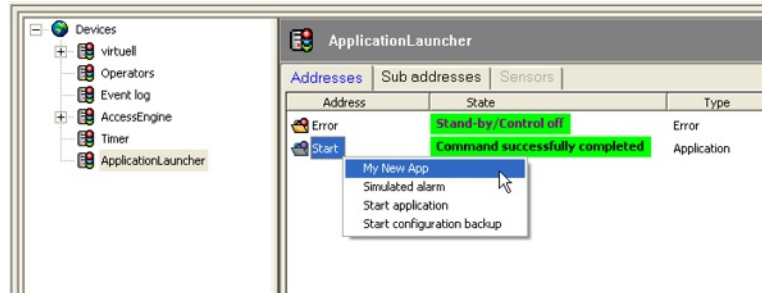 Devices
virtuell
Operators
Event log
AccessEngine
Timer
ApplicationLauncher
ApplicationLauncher
Addresses Sub addresses Sensors
Address State Type
Error Stand-by/Control off Error
Start Command successfully completed Application
My New App
Simulated alarm
Start application
Start configuration backup